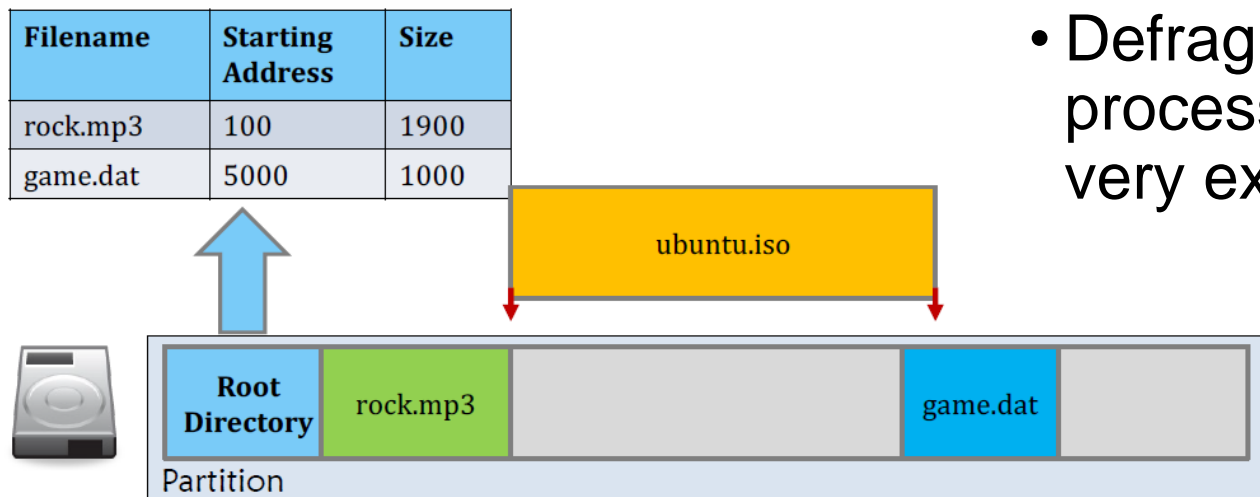 Filename Starting Address Size
rock.mp3 100 1900
game.dat 5000 1000
• Defrag
process
very ex
ubuntu.iso
Root
Directory
rock.mp3
game.dat
Partition